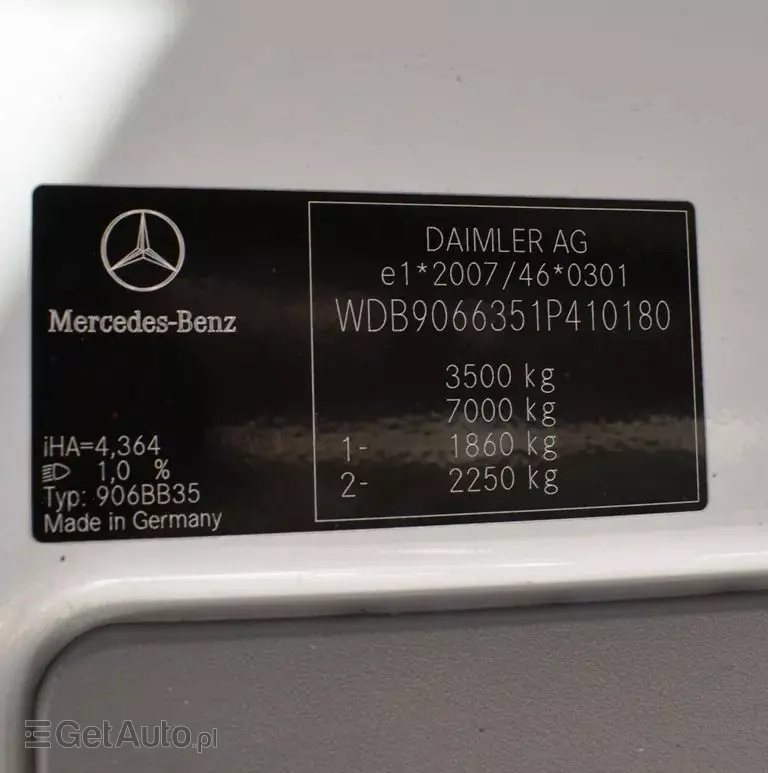 Mercedes-Benz
iHA=4,364
1,0 %
Typ: 906BB35
Made in Germany
DAIMLER AG
e1*2007/46*0301
WDB9066351P410180
3500 kg
7000 kg
1- 1860 kg
2- 2250 kg
GetAuto.pl